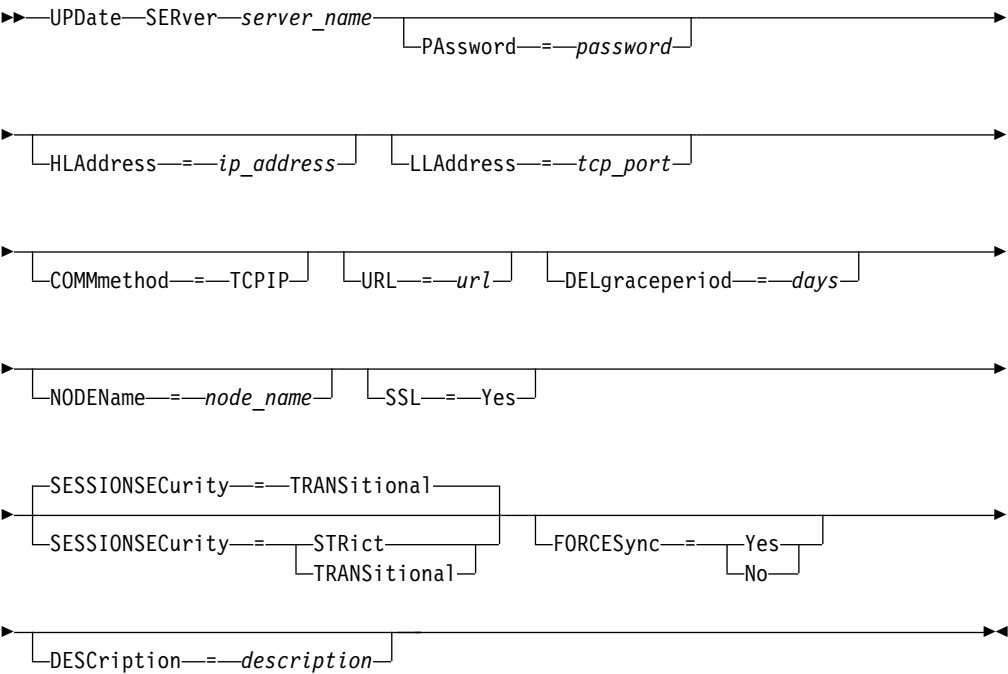 UPDate SERver server_name
PAssword = password
HLAddress = ip_address LLAddress = tcp_port
COMMmethod = TCPIP URL = url DELgraceperiod = days
NODEName = node_name SSL = Yes
SESSIONSECurity = TRANSitional
SESSIONSECurity = STRict FORCESync = Yes
TRANSitional No
DESCription = description